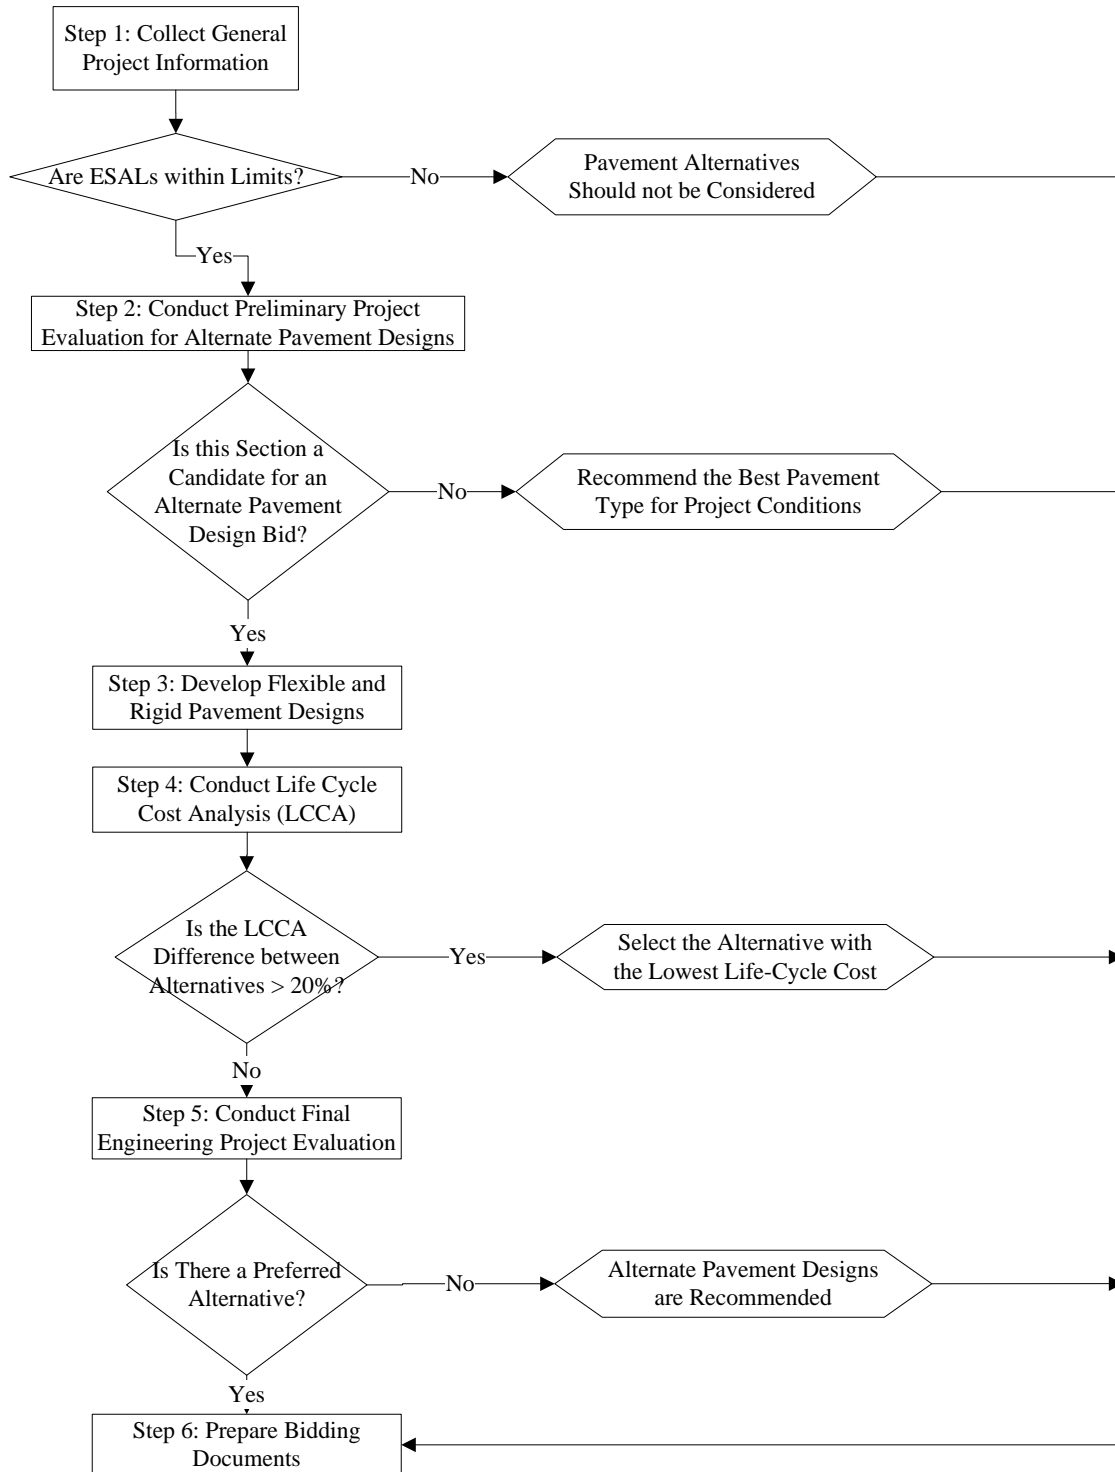 Step 1: Collect General
Project Information
Are ESALs within Limits?
No
Pavement Alternatives
Should not be Considered
Yes
Step 2: Conduct Preliminary Project
Evaluation for Alternate Pavement Designs
Is this Section a
Candidate for an
Alternate Pavement
Design Bid?
No
Recommend the Best Pavement
Type for Project Conditions
Yes
Step 3: Develop Flexible and
Rigid Pavement Designs
Step 4: Conduct Life Cycle
Cost Analysis (LCCA)
Is the LCCA
Difference between
Alternatives > 20%?
Yes
Select the Alternative with
the Lowest Life-Cycle Cost
No
Step 5: Conduct Final
Engineering Project Evaluation
Is There a Preferred
Alternative?
No
Alternate Pavement Designs
are Recommended
Yes
Step 6: Prepare Bidding
Documents